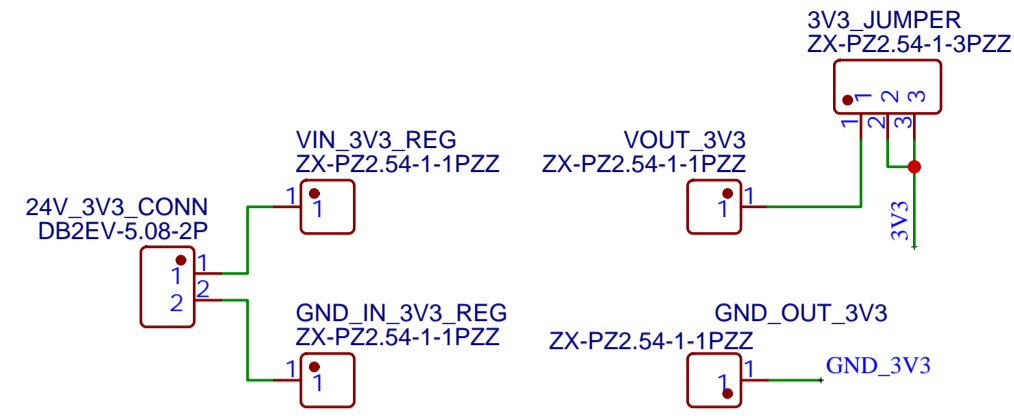 3V3_JUMPER
ZX-PZ2.54-1-3PZZ
1 2 3
1 2 3
VIN_3V3_REG
ZX-PZ2.54-1-1PZZ
1
1
VOUT_3V3
ZX-PZ2.54-1-1PZZ
1
1
3V3
24V_3V3_CONN
DB2EV-5.08-2P
1
1
2
2
GND_IN_3V3_REG
ZX-PZ2.54-1-1PZZ
1
1
GND_OUT_3V3
ZX-PZ2.54-1-1PZZ
1
1
GND_3V3